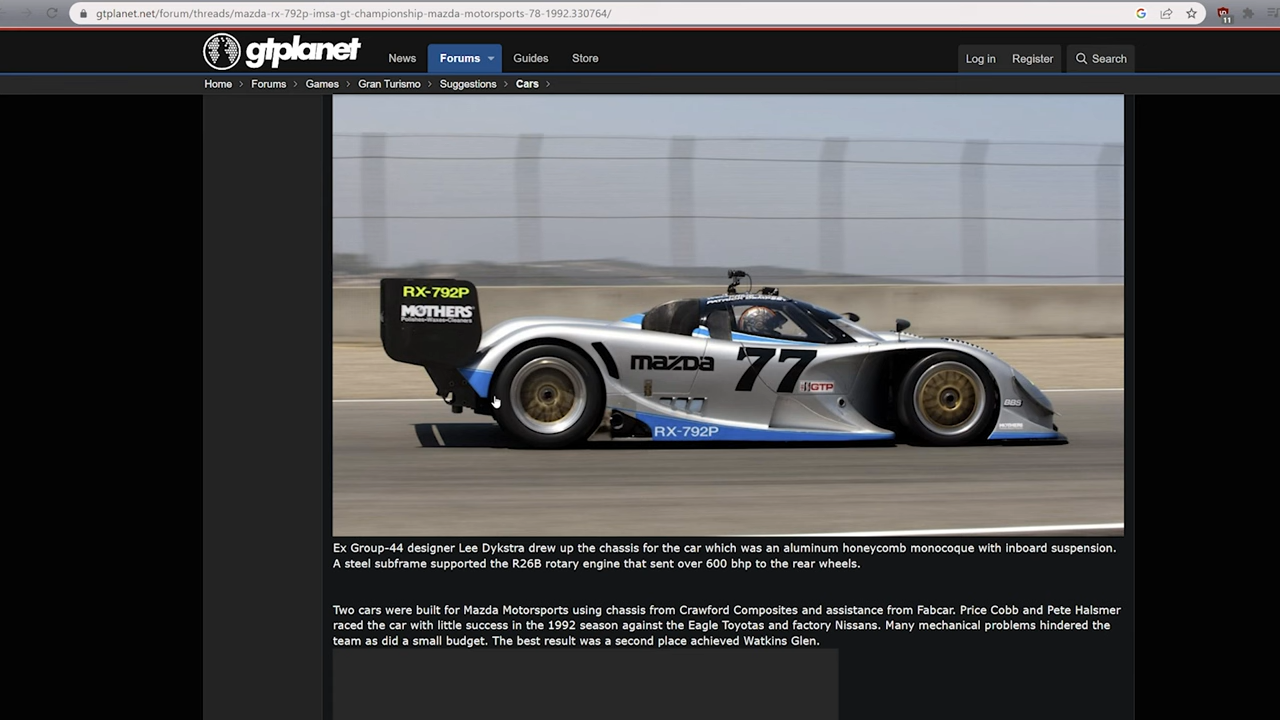 gtplanet.net/forum/threads/mazda-rx-792p-imsa-gt-championship-mazda-motorsports-78-1992.330764/
11
gtplanet
News
Forums
Guides
Store
Log in
Register
Search
Home
Forums
Games
Gran Turismo
Suggestions
Cars
RX-792P
MOTHERS
Polishes-Waxes-Cleaners
mazda
77
GTP
BBS
MOTHERS
RX-792P
Ex Group-44 designer Lee Dykstra drew up the chassis for the car which was an aluminum honeycomb monocoque with inboard suspension.
A steel subframe supported the R26B rotary engine that sent over 600 bhp to the rear wheels.
Two cars were built for Mazda Motorsports using chassis from Crawford Composites and assistance from Fabcar. Price Cobb and Pete Halsmer
raced the car with little success in the 1992 season against the Eagle Toyotas and factory Nissans. Many mechanical problems hindered the
team as did a small budget. The best result was a second place achieved Watkins Glen.